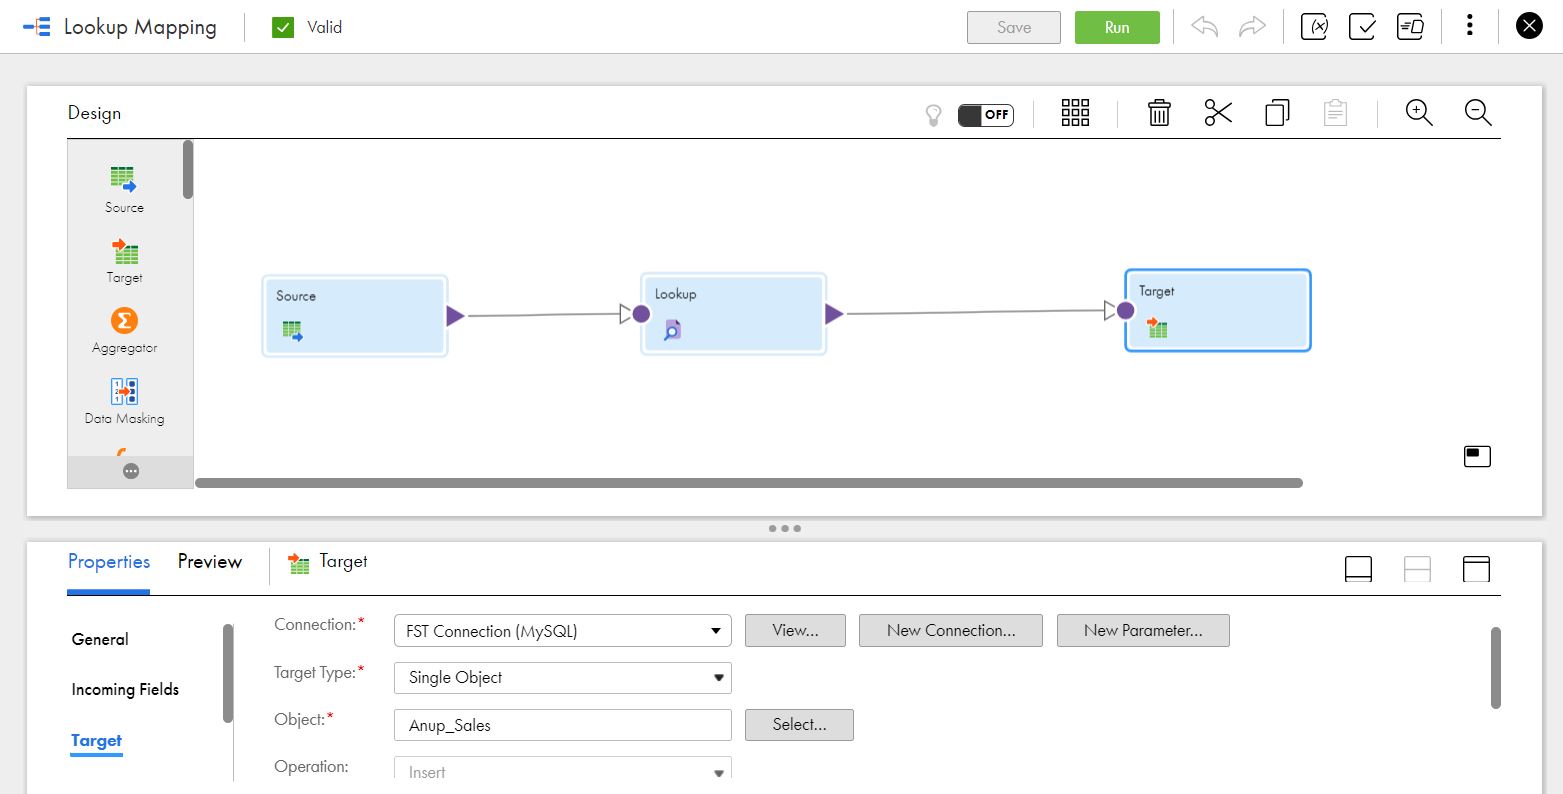 Lookup Mapping
Valid
Save
Run
Design
OFF
Source
Target
Aggregator
Data Masking
Source
Lookup
Target
Properties
Preview
Target
General
Incoming Fields
Target
Connection:*
FST Connection (MySQL)
View...
New Connection...
New Parameter...
Target Type:*
Single Object
Object:*
Anup_Sales
Select...
Operation:
Insert